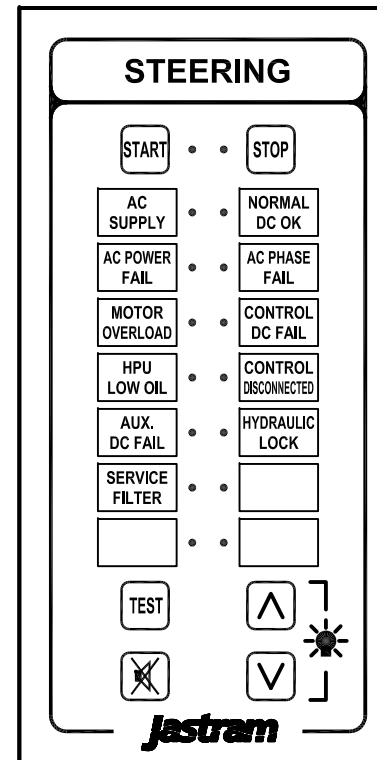 STEERING
START
STOP
AC
SUPPLY
NORMAL
DC OK
AC POWER
FAIL
AC PHASE
FAIL
MOTOR
OVERLOAD
CONTROL
DC FAIL
HPU
LOW OIL
CONTROL
DISCONNECTED
AUX.
DC FAIL
HYDRAULIC
LOCK
SERVICE
FILTER
TEST
Jastram